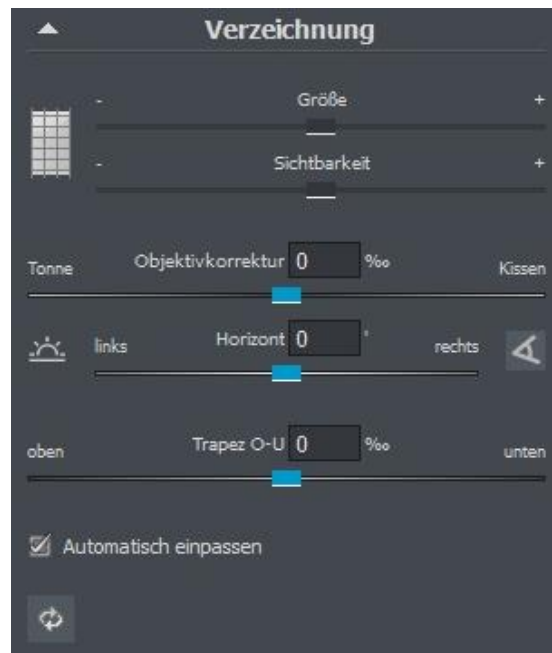 Verzeichnung
- Größe +
- Sichtbarkeit +
Tonne Objektivkorrektur 0 ‰ Kissen
links Horizont 0 ° rechts
oben Trapez O-U 0 ‰ unten
Automatisch einpassen